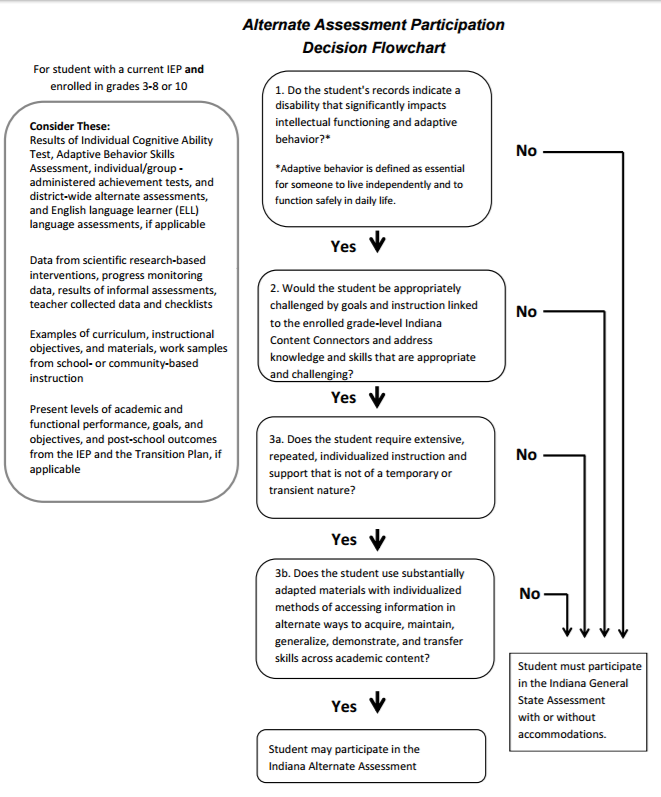 Alternate Assessment Participation
Decision Flowchart
For student with a current IEP and
enrolled in grades 3-8 or 10
Consider These:
Results of Individual Cognitive Ability
Test, Adaptive Behavior Skills
Assessment, individual/group -
administered achievement tests, and
district-wide alternate assessments,
and English language learner (ELL)
language assessments, if applicable
Data from scientific research-based
interventions, progress monitoring
data, results of informal assessments,
teacher collected data and checklists
Examples of curriculum, instructional
objectives, and materials, work samples
from school- or community-based
instruction
Present levels of academic and
functional performance, goals, and
objectives, and post-school outcomes
from the IEP and the Transition Plan, if
applicable
1. Do the student's records indicate a
disability that significantly impacts
intellectual functioning and adaptive
behavior?*
*Adaptive behavior is defined as essential
for someone to live independently and to
function safely in daily life.
No
Yes
2. Would the student be appropriately
challenged by goals and instruction linked
to the enrolled grade-level Indiana
Content Connectors and address
knowledge and skills that are appropriate
and challenging?
No
Yes
3a. Does the student require extensive,
repeated, individualized instruction and
support that is not of a temporary or
transient nature?
No
Yes
3b. Does the student use substantially
adapted materials with individualized
methods of accessing information in
alternate ways to acquire, maintain,
generalize, demonstrate, and transfer
skills across academic content?
No
Yes
Student must participate
in the Indiana General
State Assessment
with or without
accommodations.
Student may participate in the
Indiana Alternate Assessment